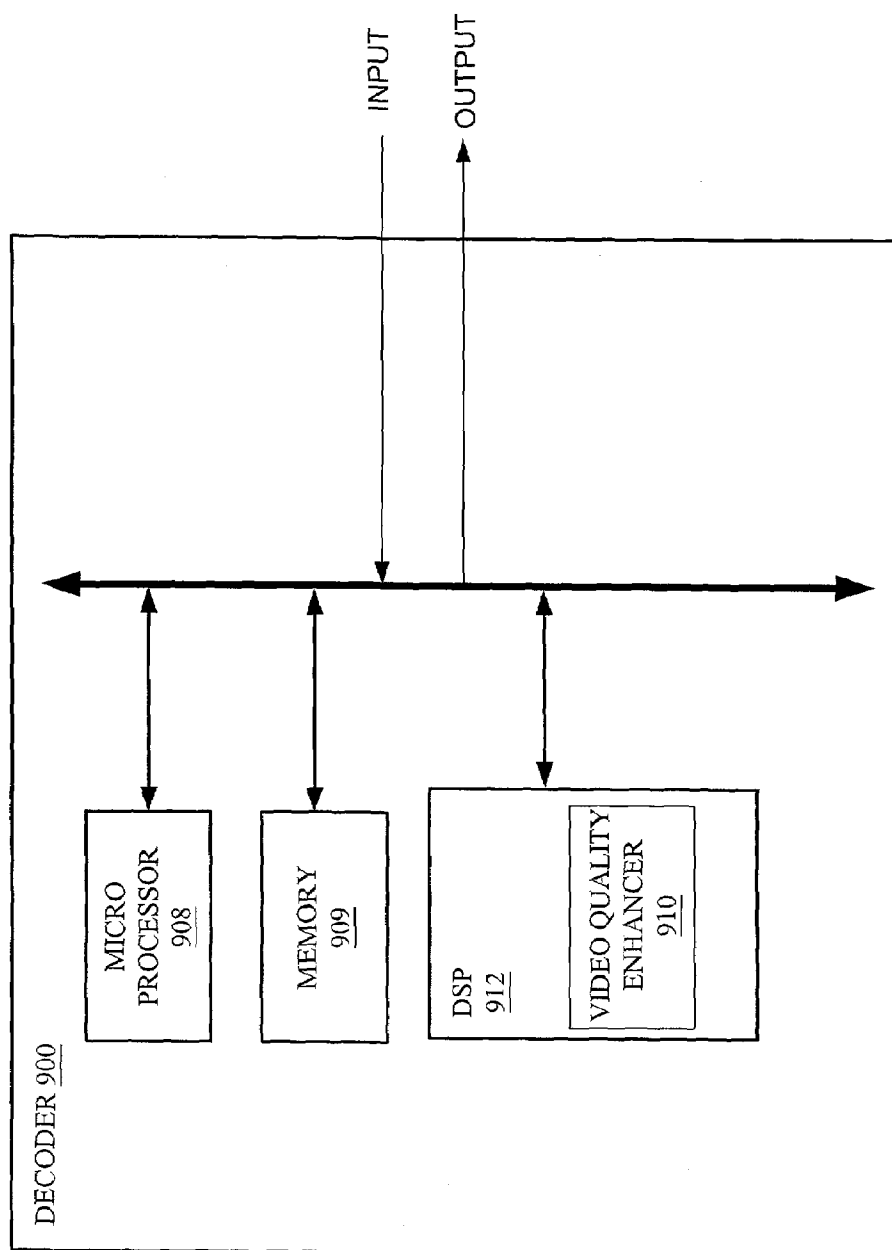 DECODER 900
MICRO
PROCESSOR
908
MEMORY
909
DSP
912
VIDEO QUALITY
ENHANCER
910
INPUT
OUTPUT